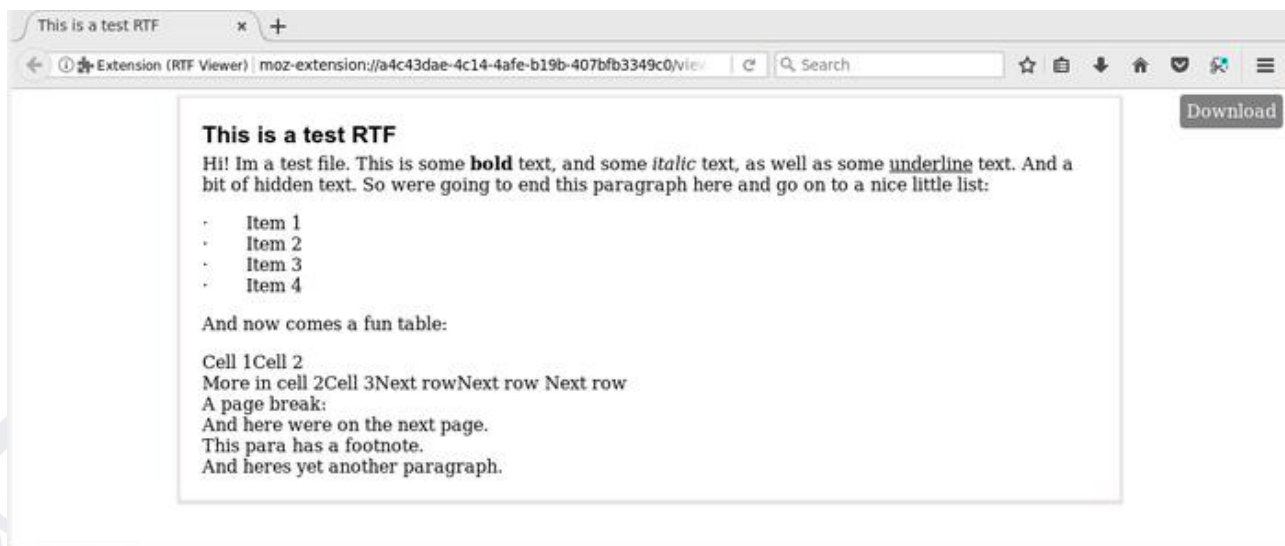 This is a test RTF × +
Extension (RTF Viewer) moz-extension://a4c43dae-4c14-4afe-b19b-407bfb3349c0/view Search
Download
This is a test RTF
Hi! Im a test file. This is some bold text, and some italic text, as well as some underline text. And a
bit of hidden text. So were going to end this paragraph here and go on to a nice little list:
· Item 1
· Item 2
· Item 3
· Item 4
And now comes a fun table:
Cell 1Cell 2
More in cell 2Cell 3Next rowNext row Next row
A page break:
And here were on the next page.
This para has a footnote.
And heres yet another paragraph.